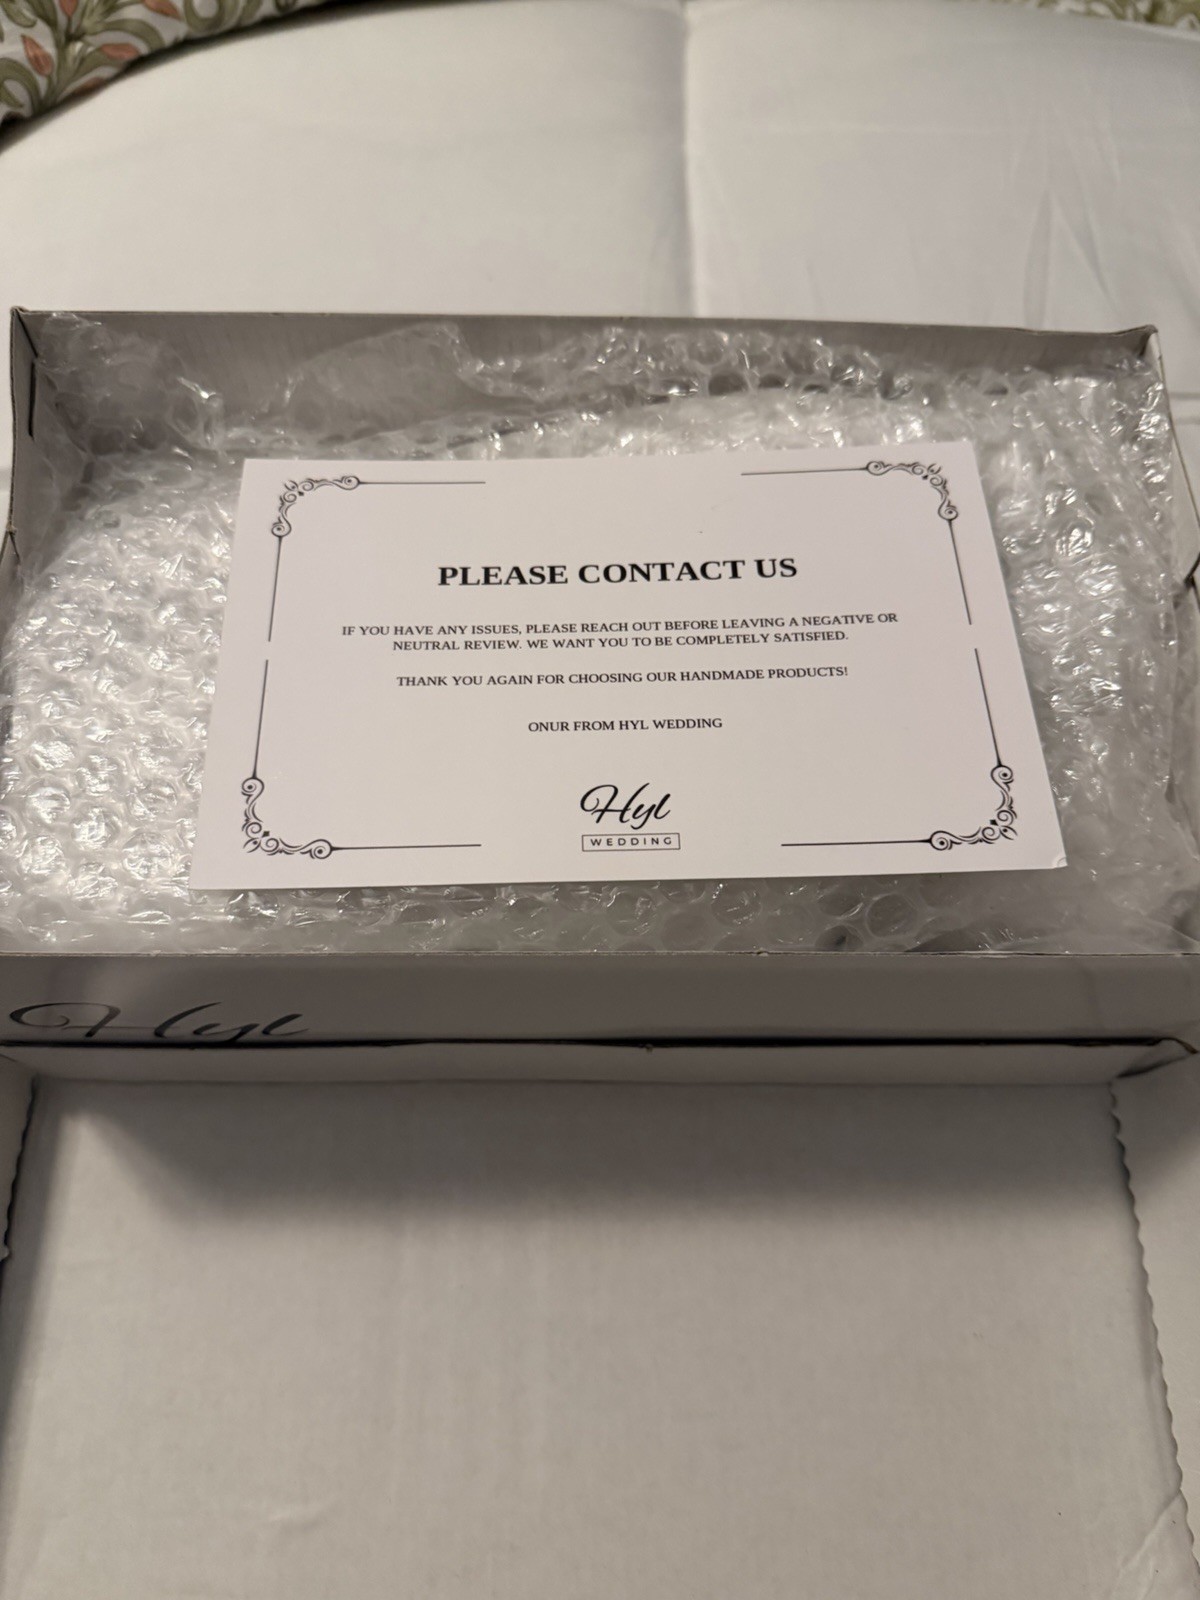 PLEASE CONTACT US
IF YOU HAVE ANY ISSUES, PLEASE REACH OUT BEFORE LEAVING A NEGATIVE OR
NEUTRAL REVIEW. WE WANT YOU TO BE COMPLETELY SATISFIED.
THANK YOU AGAIN FOR CHOOSING OUR HANDMADE PRODUCTS!
ONUR FROM HYL WEDDING
Hyl
WEDDING
Hyl